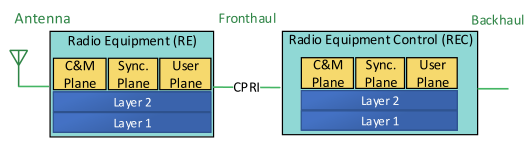 Antenna
Fronthaul
Backhaul
Radio Equipment (RE)
Radio Equipment Control (REC)
C&M Plane
Sync. Plane
User Plane
Layer 2
Layer 1
CPRI
C&M Plane
Sync. Plane
User Plane
Layer 2
Layer 1